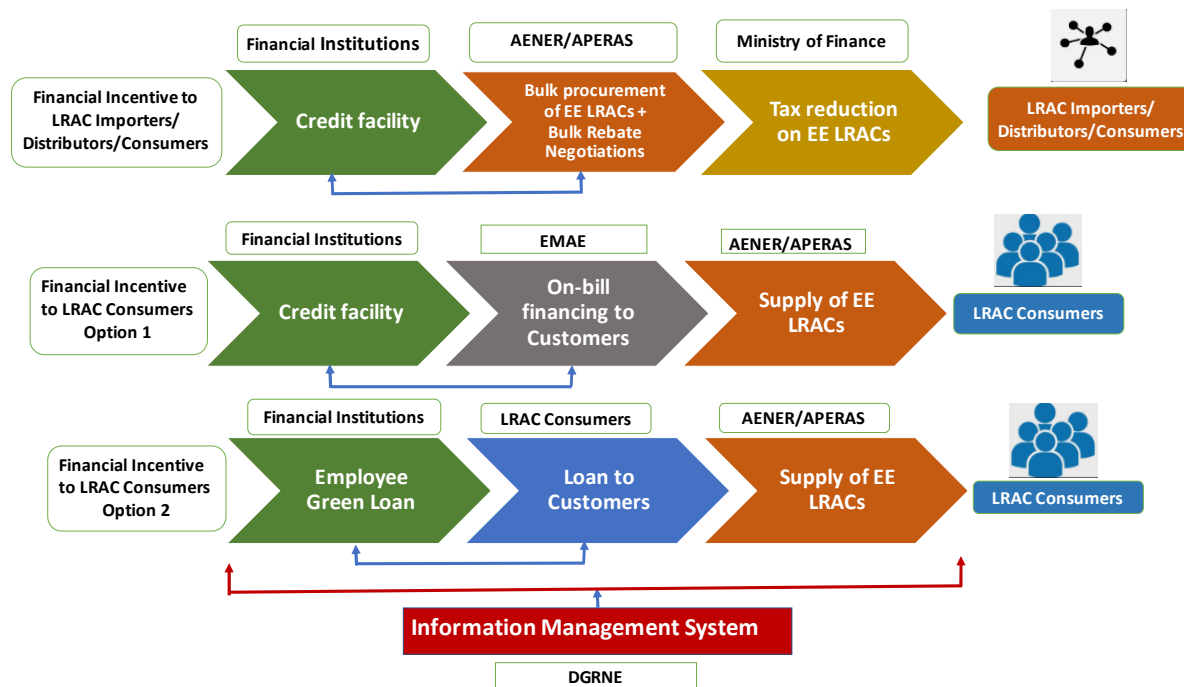 Financial Institutions
AENER/APERAS
Ministry of Finance
Financial Incentive to
LRAC Importers/
Distributors/Consumers
Credit facility
Bulk procurement
of EE LRACs +
Bulk Rebate
Negotiations
Tax reduction
on EE LRACs
LRAC Importers/
Distributors/Consumers
Financial Institutions
EMAE
AENER/APERAS
Financial Incentive
to LRAC Consumers
Option 1
Credit facility
On-bill
financing to
Customers
Supply of EE
LRACs
LRAC Consumers
Financial Institutions
LRAC Consumers
AENER/APERAS
Financial Incentive
to LRAC Consumers
Option 2
Employee
Green Loan
Loan to
Customers
Supply of EE
LRACs
LRAC Consumers
Information Management System
DGRNE